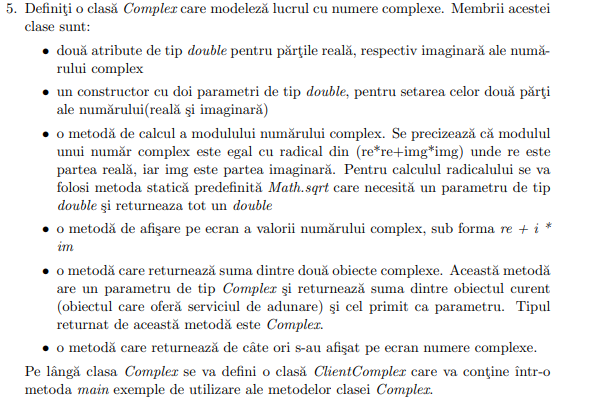 5. Definiţi o clasă Complex care modeleză lucrul cu numere complexe. Membrii acestei
clase sunt:
• două atribute de tip double pentru părţile reală, respectiv imaginară ale numă-
rului complex
• un constructor cu doi parametri de tip double, pentru setarea celor două părţi
ale numărului(reală şi imaginară)
• o metodă de calcul a modulului numărului complex. Se precizează că modulul
unui număr complex este egal cu radical din (re*re+img*img) unde re este
partea reală, iar img este partea imaginară. Pentru calculul radicalului se va
folosi metoda statică predefinită Math.sqrt care necesită un parametru de tip
double şi returneaza tot un double
• o metodă de afişare pe ecran a valorii numărului complex, sub forma re + i *
im
• o metodă care returnează suma dintre două obiecte complexe. Această metodă
are un parametru de tip Complex şi returnează suma dintre obiectul curent
(obiectul care oferă serviciul de adunare) şi cel primit ca parametru. Tipul
returnat de această metodă este Complex.
• o metodă care returnează de câte ori s-au afişat pe ecran numere complexe.
Pe lângă clasa Complex se va defini o clasă ClientComplex care va conţine într-o
metoda main exemple de utilizare ale metodelor clasei Complex.